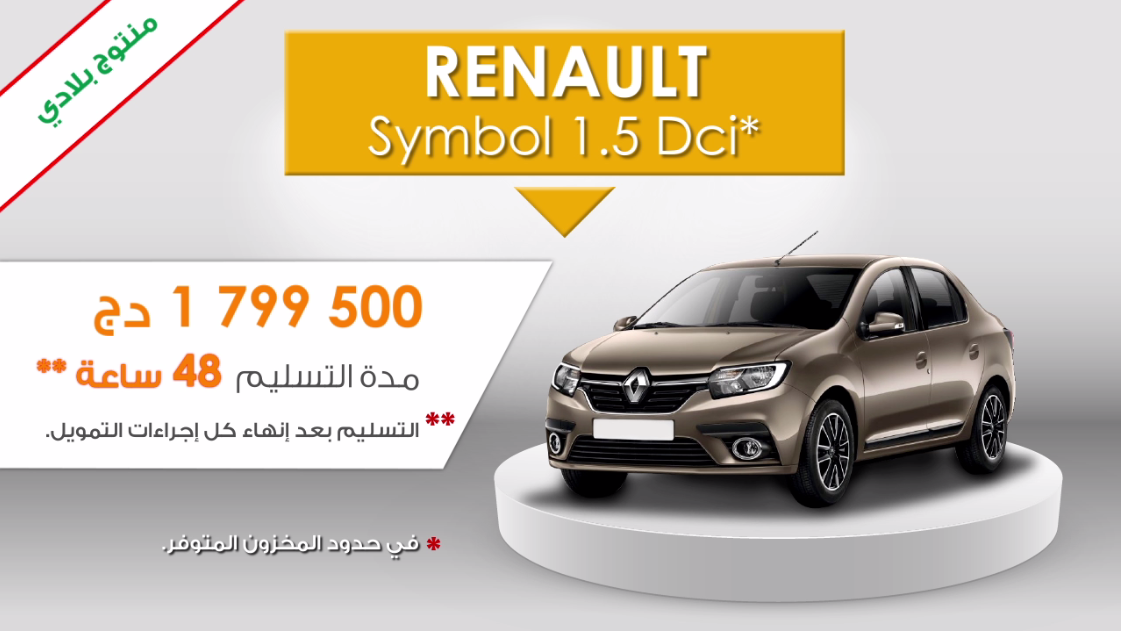 منتوج بلادي
RENAULT
Symbol 1.5 Dci*
1 799 500 دج
مدة التسليم 48 ساعة **
** التسليم بعد إنهاء كل إجراءات التمويل.
* في حدود المخزون المتوفر.